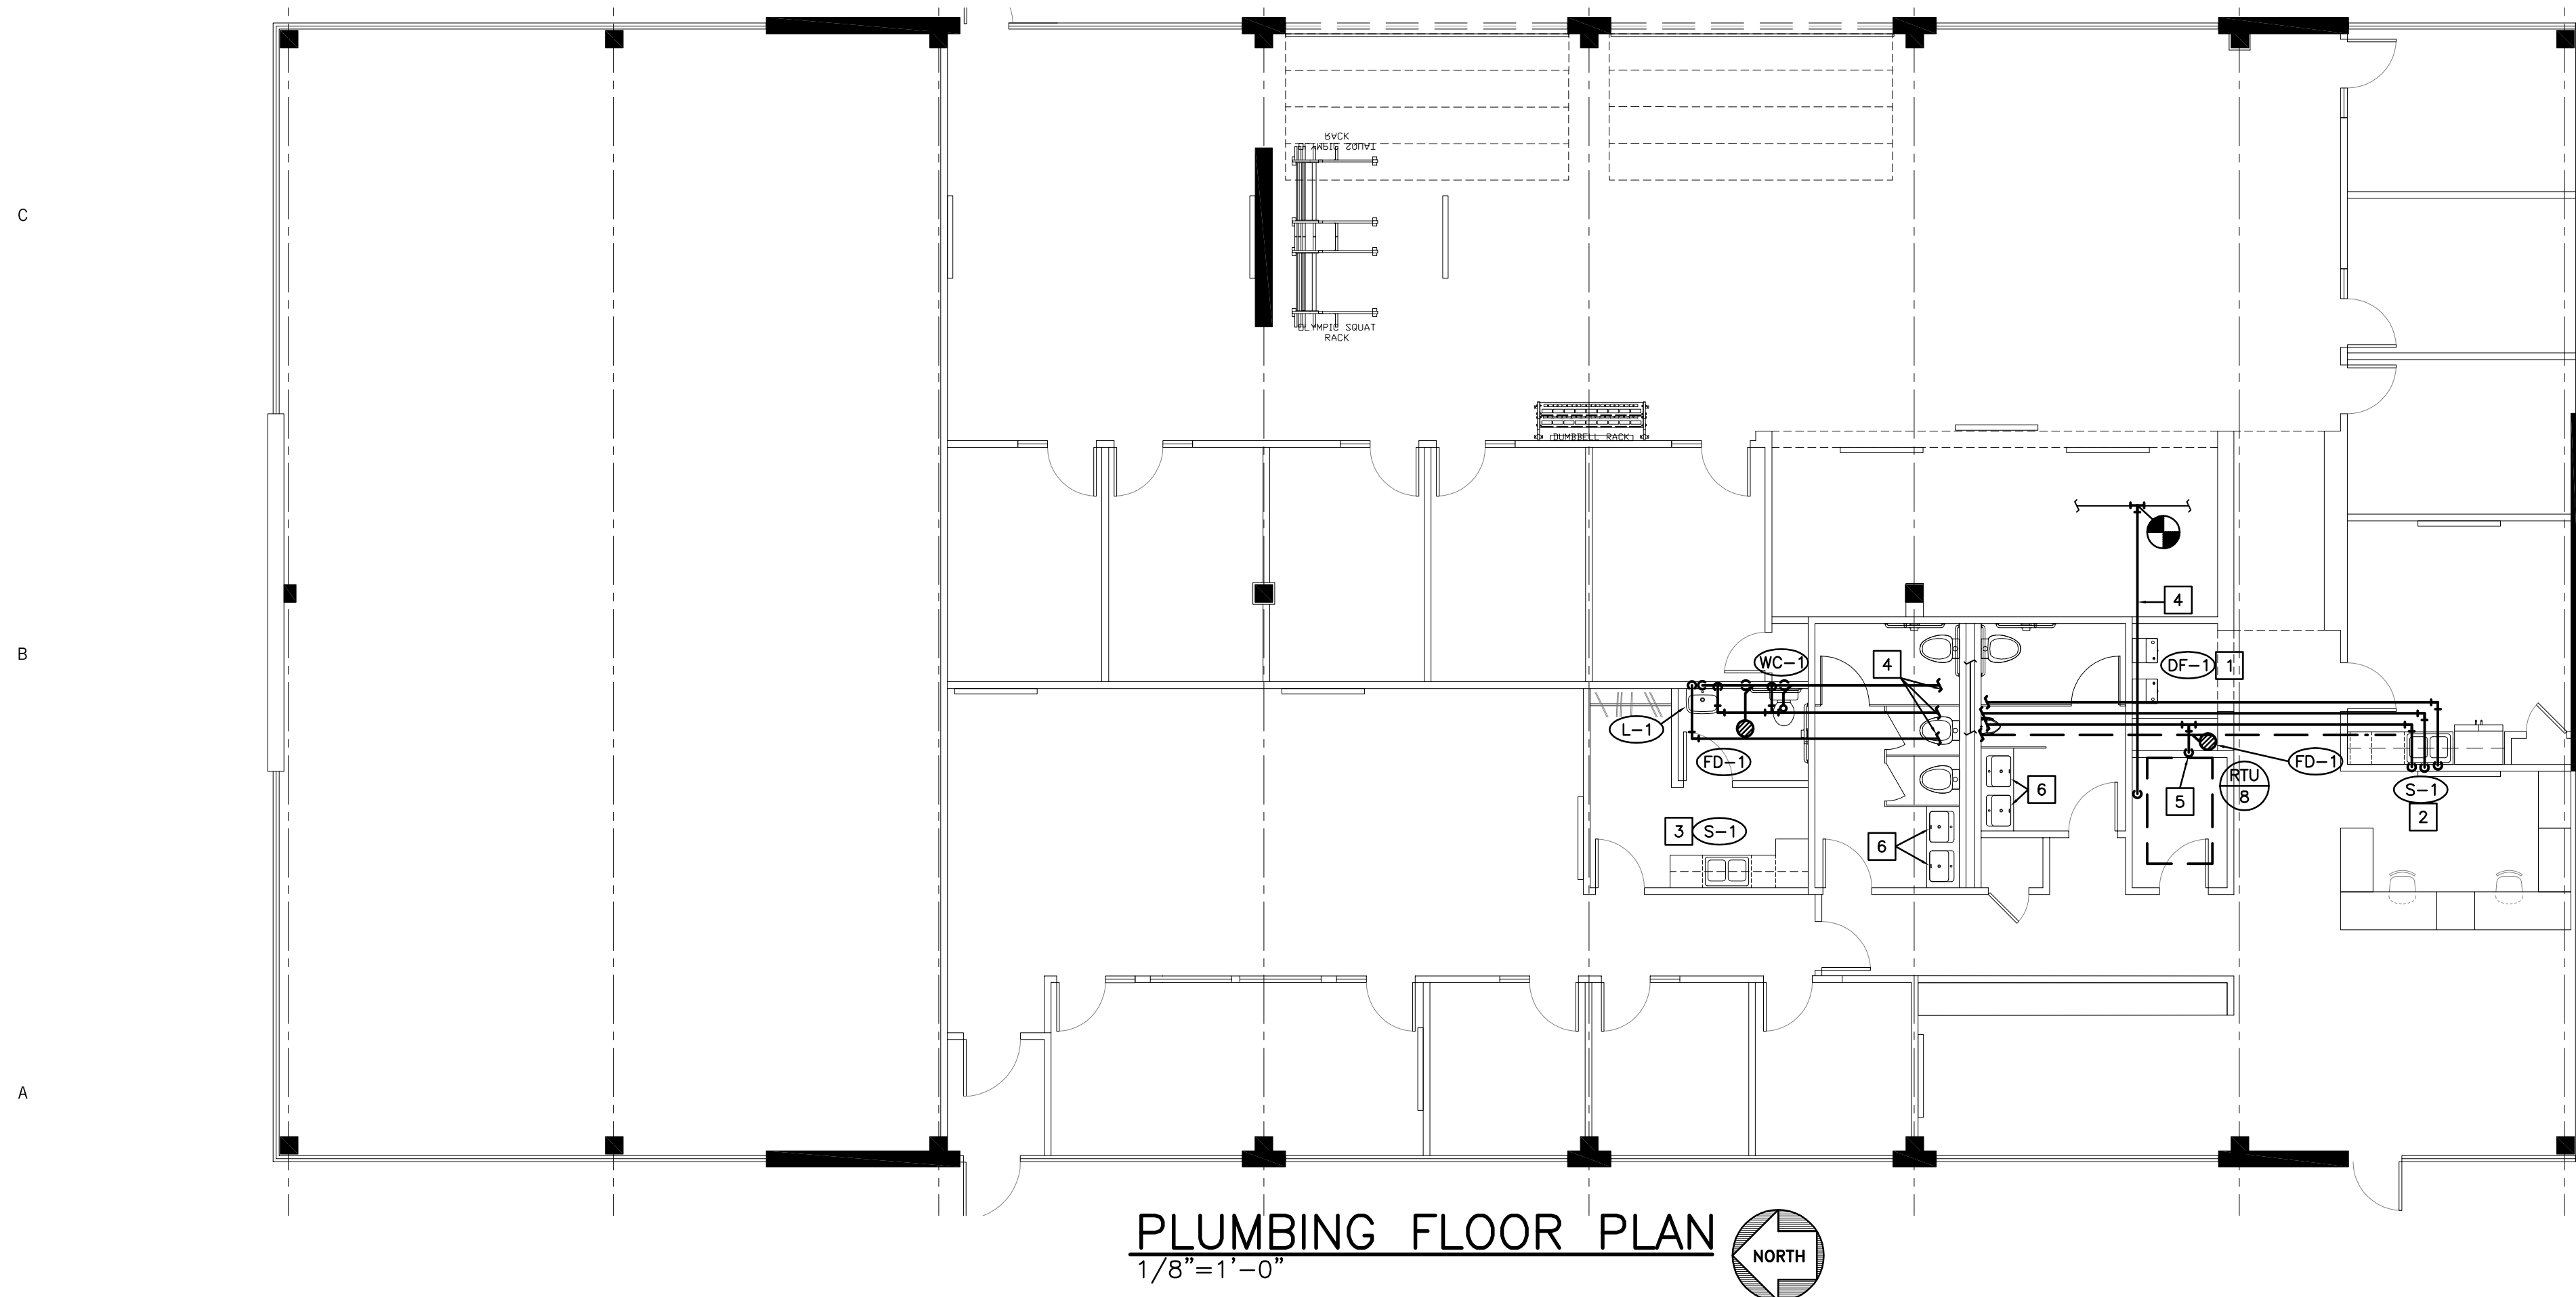 RACK
OLYMPIC SQUAT
C
OLYMPIC SQUAT
RACK
DUMBBELL RACK
4
B
WC-1
4
DF-1
1
L-1
FD-1
FD-1
RTU
8
6
5
S-1
2
3
S-1
6
A
PLUMBING FLOOR PLAN
1/8"=1'-0"
NORTH